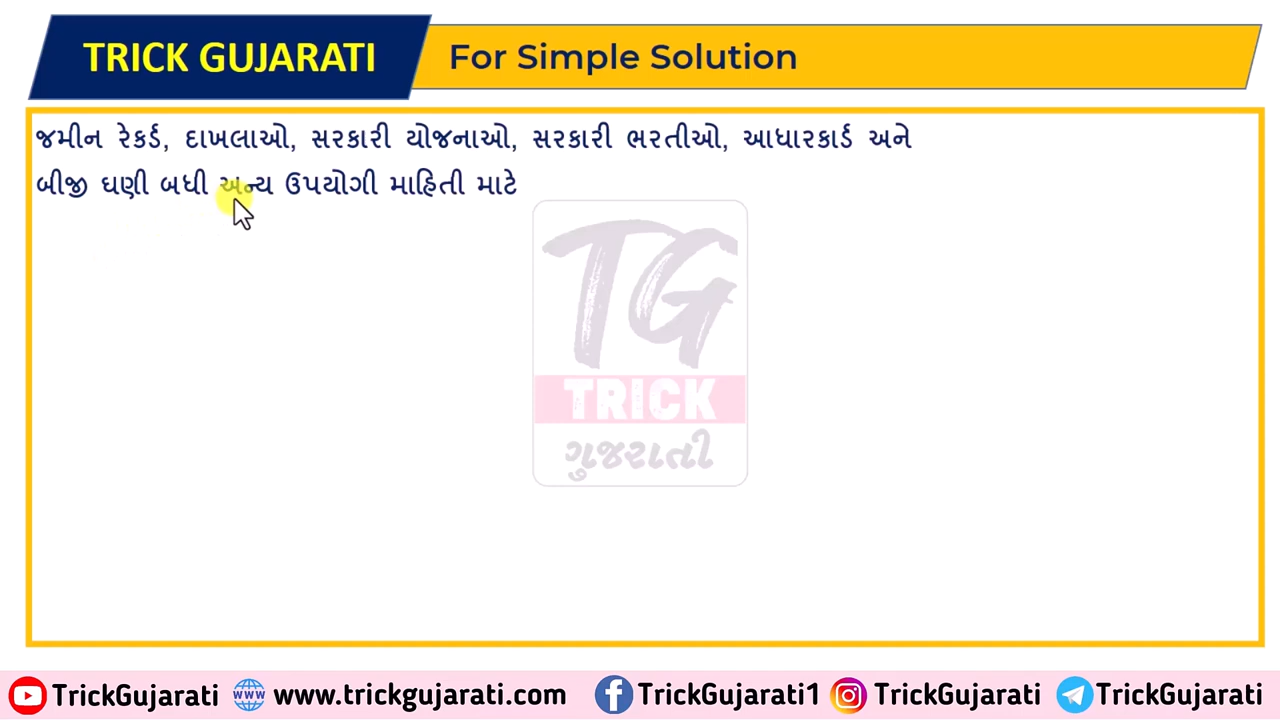 TRICK GUJARATI
For Simple Solution
જમીન રેકર્ડ, દાખલાઓ, સરકારી યોજનાઓ, સરકારી ભરતીઓ, આધારકાર્ડ અને
બીજી ઘણી બધી અન્ય ઉપયોગી માહિતી માટે
TG
TRICK
ગુજરાતી
TrickGujarati www www.trickgujarati.com TrickGujarati1 TrickGujarati TrickGujarati